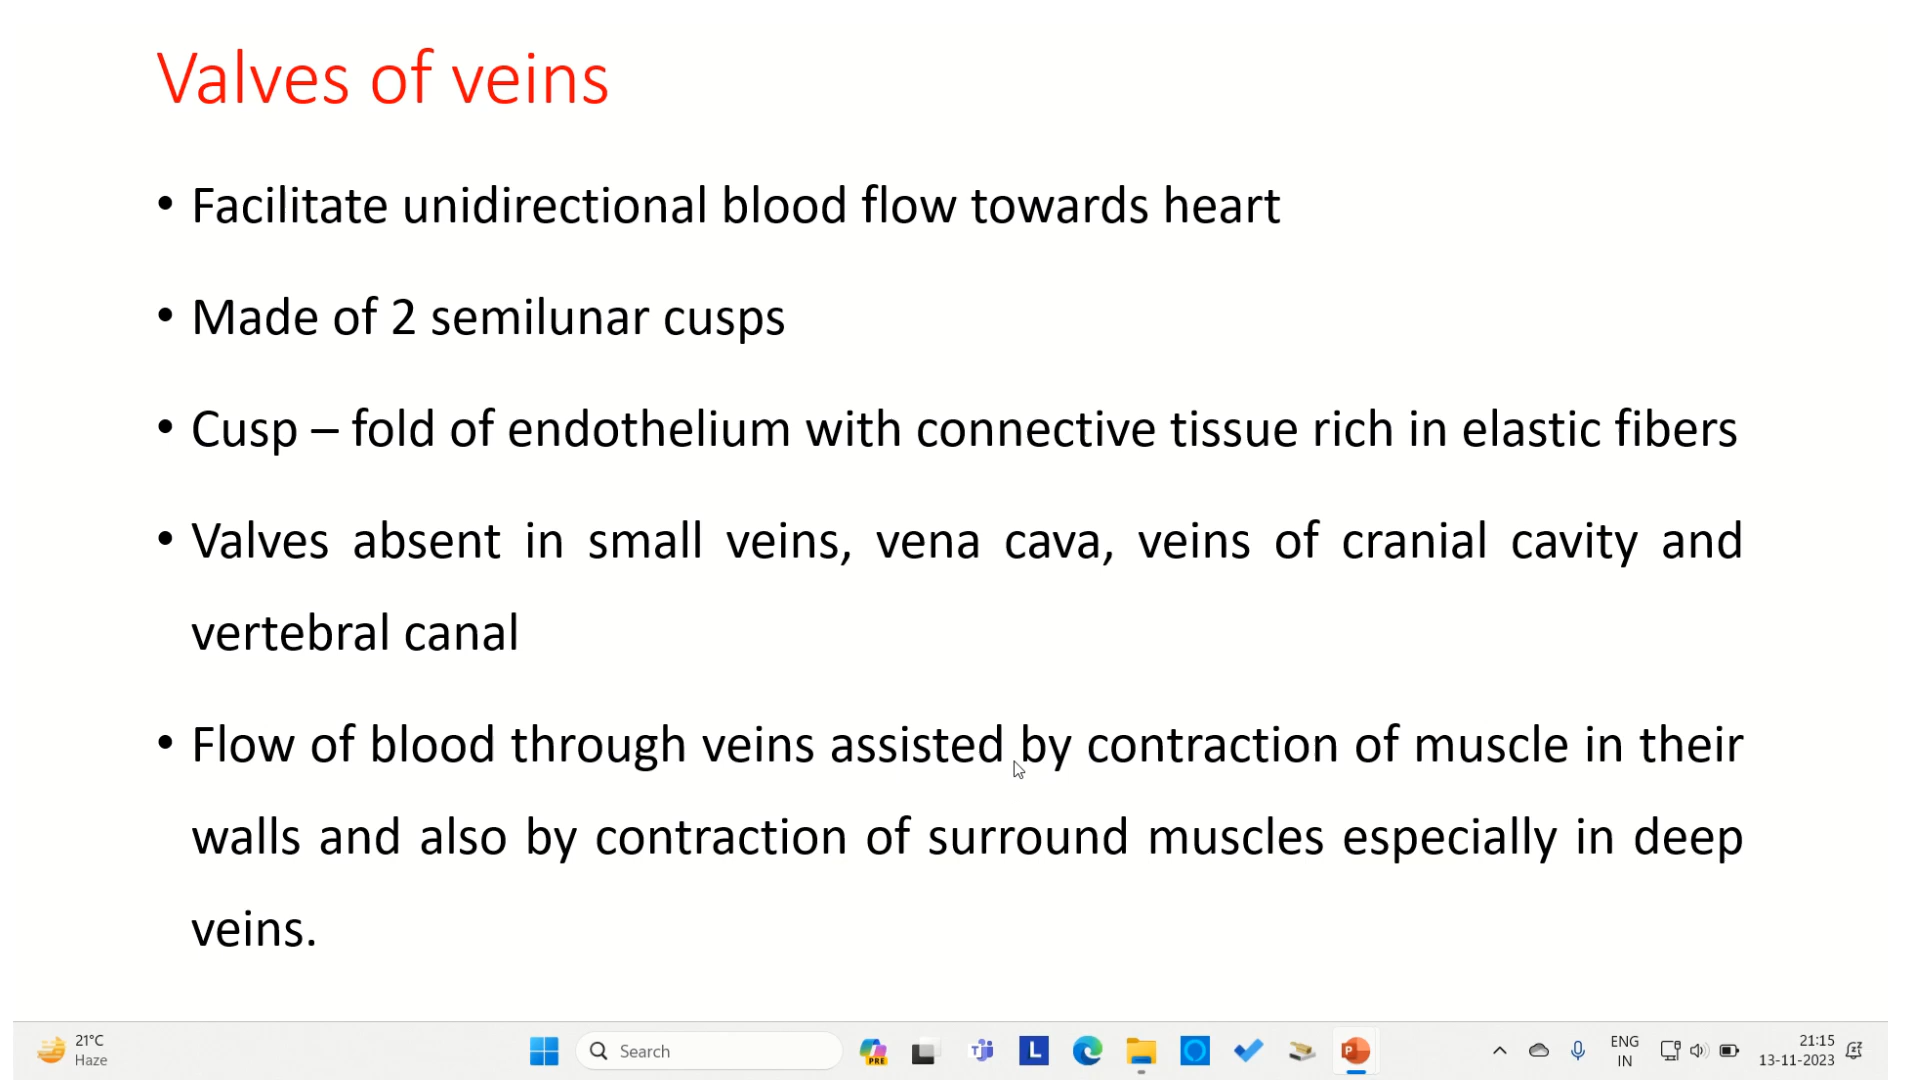 Valves of veins
• Facilitate unidirectional blood flow towards heart
• Made of 2 semilunar cusps
• Cusp – fold of endothelium with connective tissue rich in elastic fibers
• Valves absent in small veins, vena cava, veins of cranial cavity and
vertebral canal
• Flow of blood through veins assisted by contraction of muscle in their
walls and also by contraction of surround muscles especially in deep
veins.
21°C
Haze
Search
PRE
L
P
ENG
IN
21:15
13-11-2023